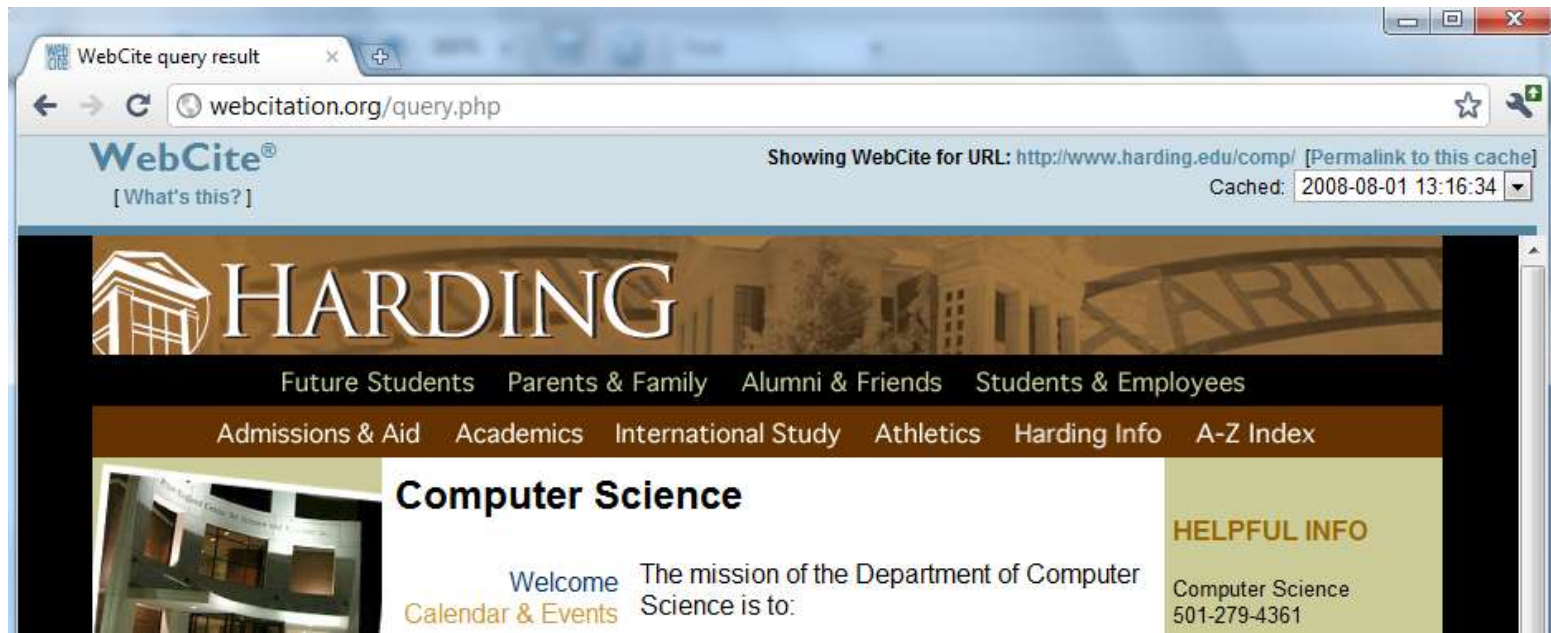 WebCite query result
webcitation.org/query.php
WebCite®
[ What's this? ]
Showing WebCite for URL: http://www.harding.edu/comp/ [Permalink to this cache]
Cached: 2008-08-01 13:16:34
HARDING
Future Students Parents & Family Alumni & Friends Students & Employees
Admissions & Aid Academics International Study Athletics Harding Info A-Z Index
Computer Science
Welcome
Calendar & Events
The mission of the Department of Computer
Science is to:
HELPFUL INFO
Computer Science
501-279-4361